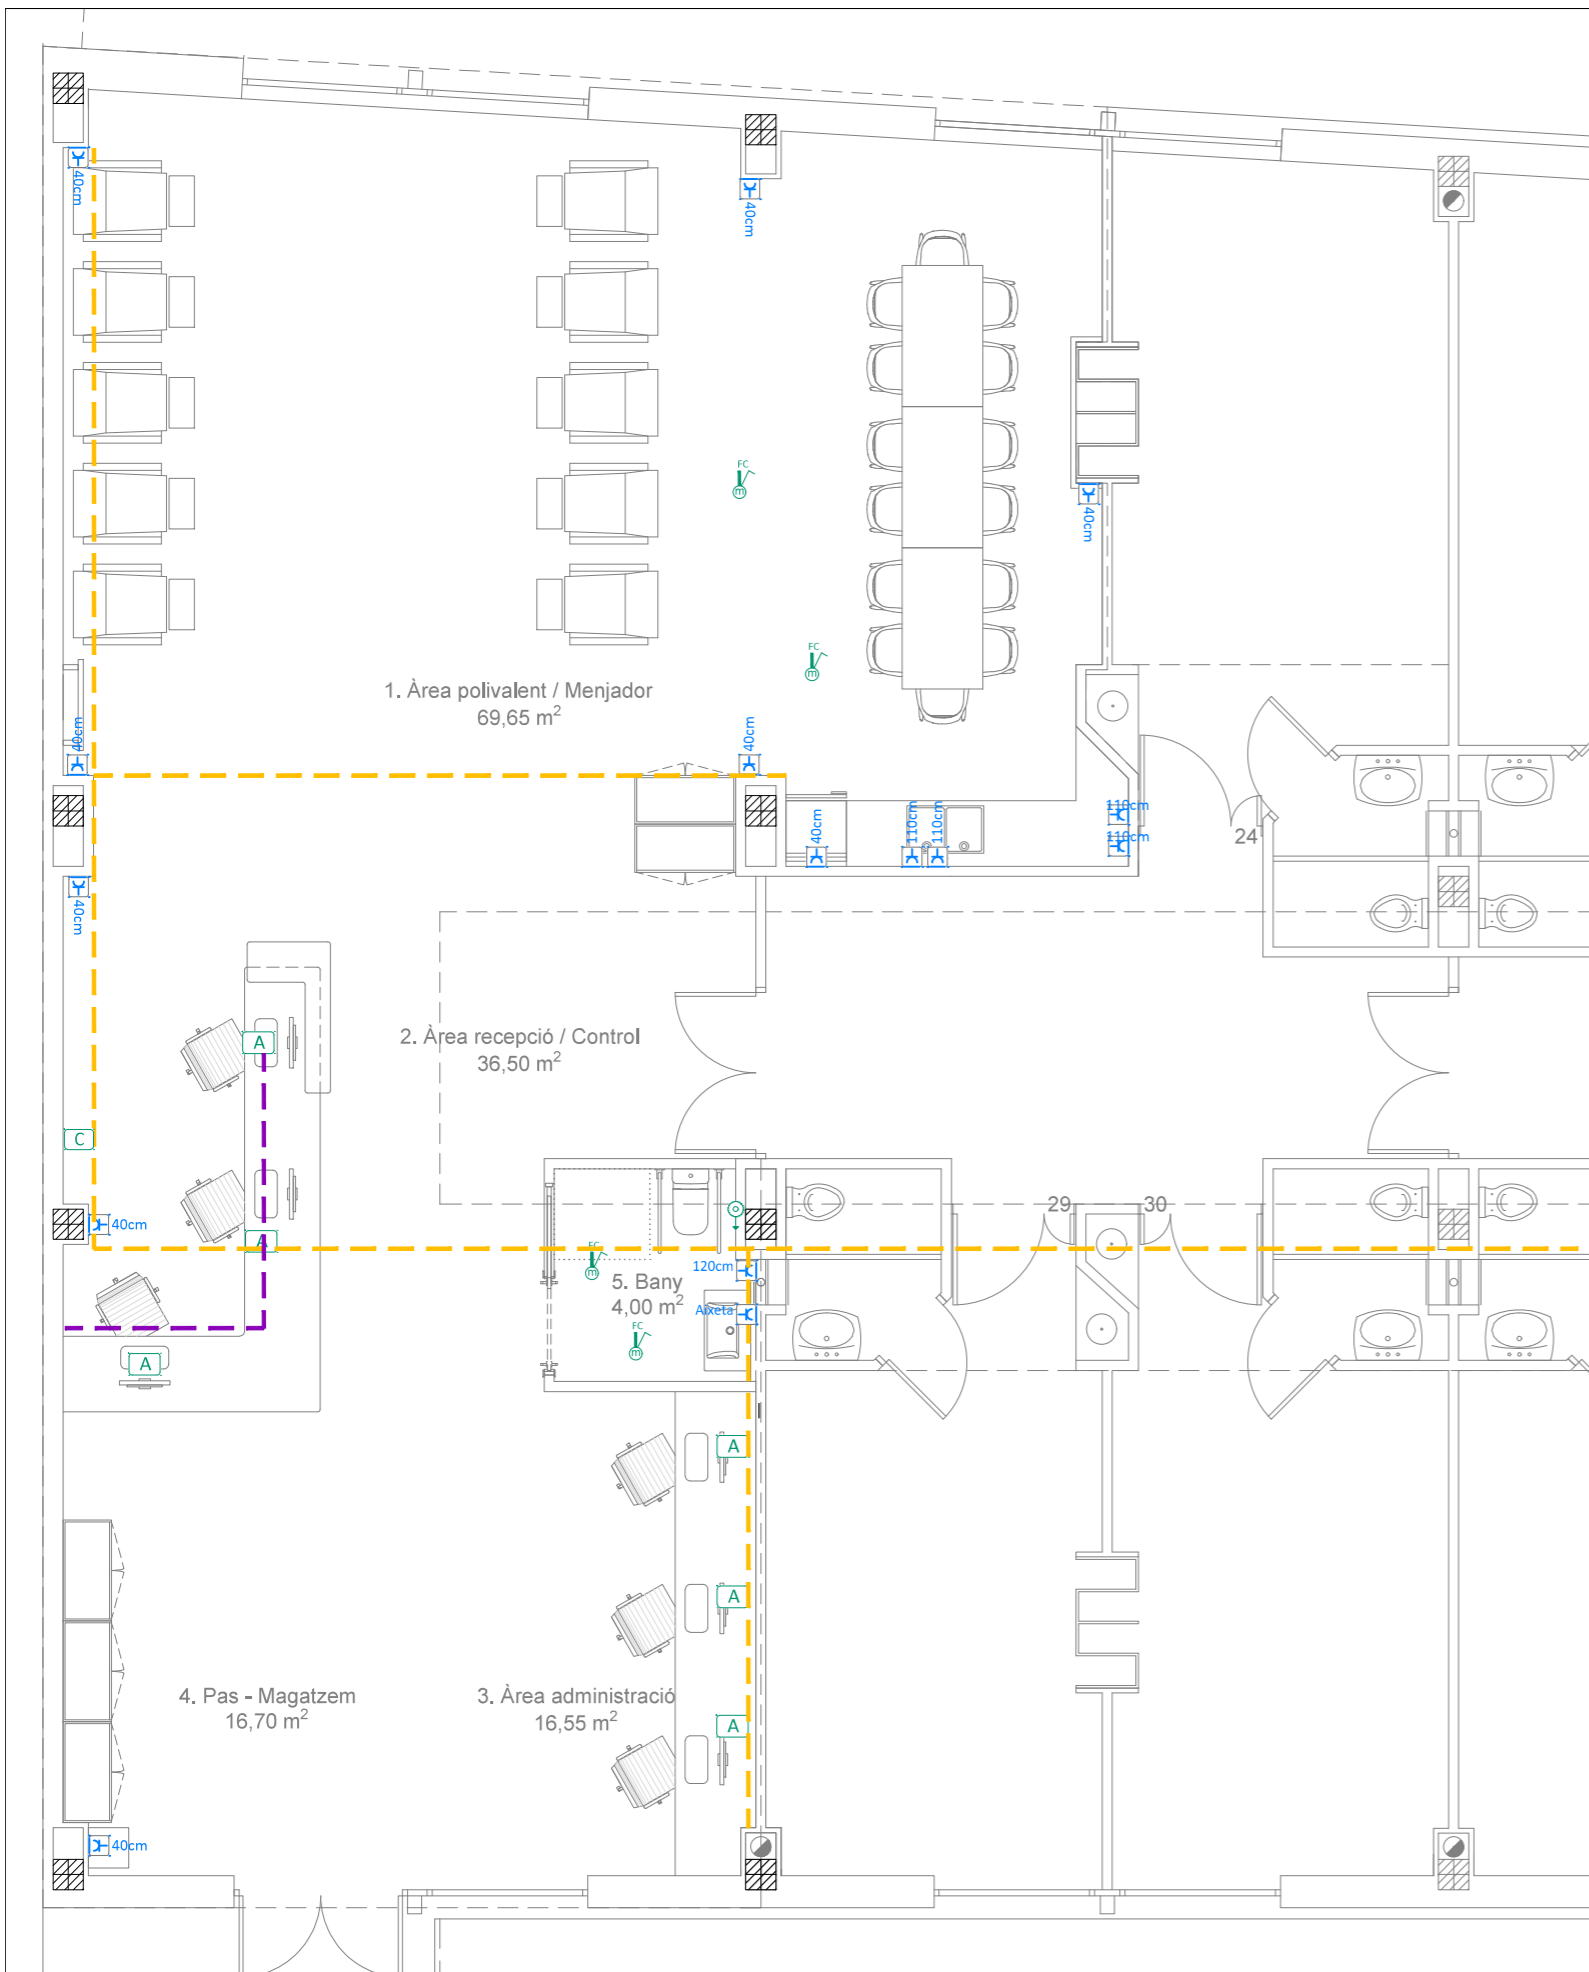 40cm
40cm
FC
m
40cm
FC
m
1. Àrea polivalent / Menjador
69,65 m²
40cm
40cm
40cm
110cm
110cm
110cm
110cm
24
40cm
A
2. Àrea recepció / Control
36,50 m²
C
29
30
40cm
A
FC
m
120cm
5. Bany
4,00 m²
Aixeta
FC
m
A
A
A
4. Pas - Magatzem
16,70 m²
3. Àrea administració
16,55 m²
A
40cm